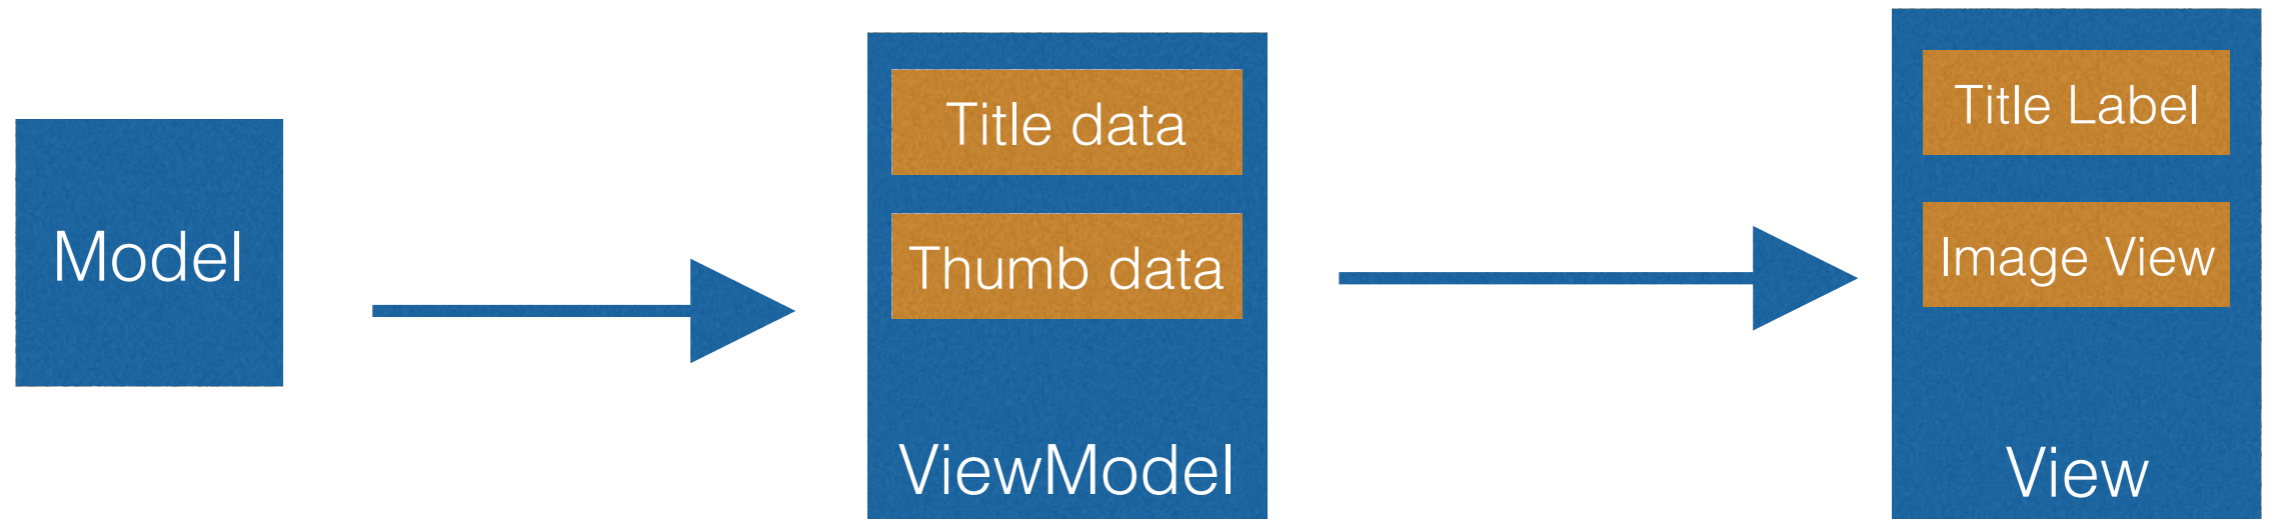 Model
Title data
Thumb data
ViewModel
Title Label
Image View
View